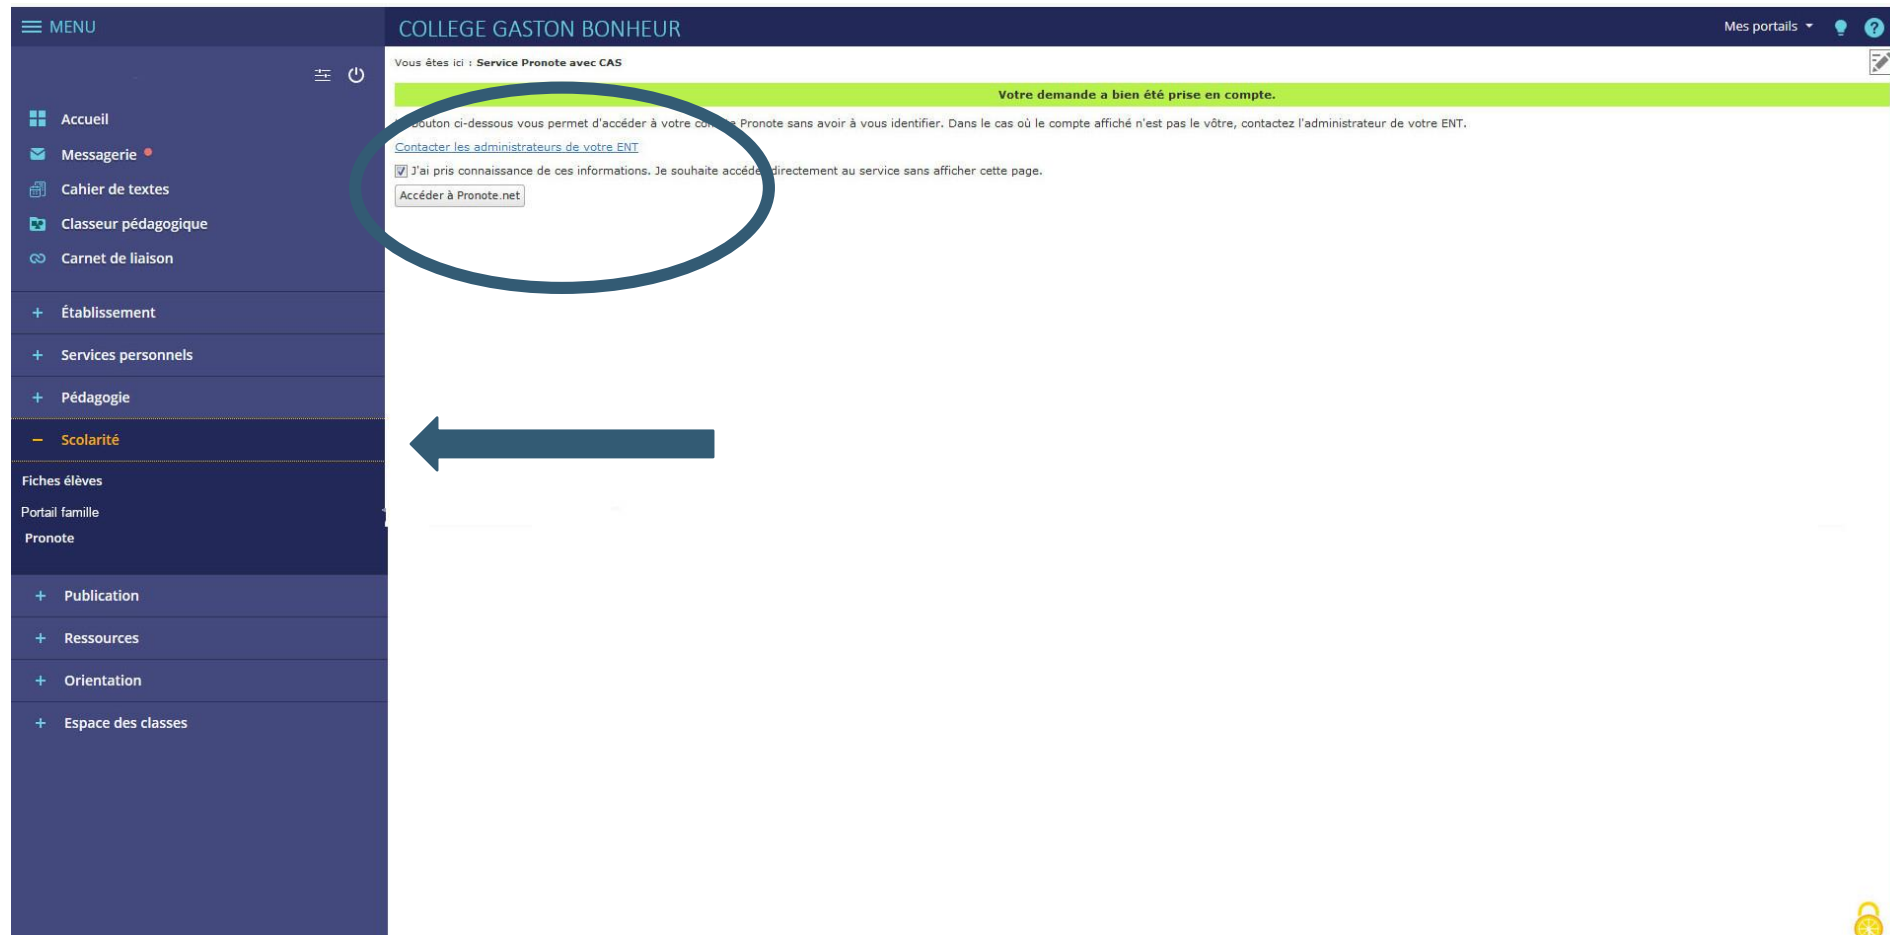 MENU
COLLEGE GASTON BONHEUR
Mes portails
?
Vous êtes ici : Service Pronote avec CAS
Votre demande a bien été prise en compte.
bouton ci-dessous vous permet d'accéder à votre Pronote sans avoir à vous identifier. Dans le cas où le compte affiché n'est pas le vôtre, contactez l'administrateur de votre ENT.
Contacter les administrateurs de votre ENT
J'ai pris connaissance de ces informations. Je souhaite directement au service sans afficher cette page.
Accéder à Pronote.net
Accueil
Messagerie
Cahier de textes
Classeur pédagogique
Carnet de liaison
+ Établissement
+ Services personnels
+ Pédagogie
– Scolarité
Fiches élèves
Portail famille
Pronote
+ Publication
+ Ressources
+ Orientation
+ Espace des classes